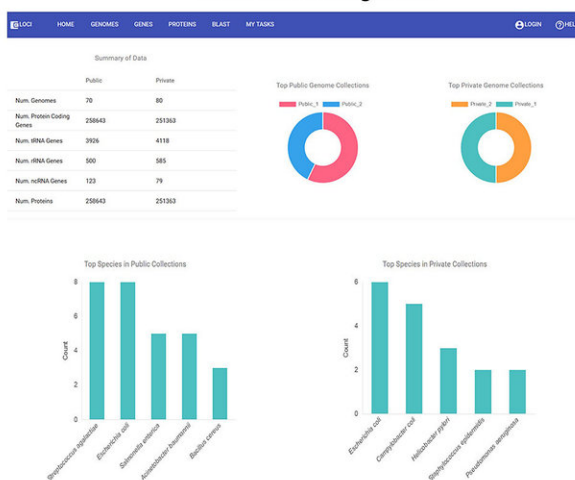 LOCI HOME GENOMES GENES PROTEINS BLAST MY TASKS LOGIN HEL
Summary of Data
Public Private
Num. Genomes 70 80
Num. Protein Coding
Genes 258643 251363
Num. tRNA Genes 3926 4118
Num. rRNA Genes 500 585
Num. ncRNA Genes 123 79
Num. Proteins 258643 251363
Top Public Genome Collections
Public_1 Public_2
Top Private Genome Collections
Private_2 Private_1
Top Species in Public Collections
Count
8
6
4
2
0
Streptococcus agalactiae
Escherichia coli
Salmonella enterica
Acinetobacter baumannii
Bacillus cereus
Top Species in Private Collections
Count
6
4
2
0
Escherichia coli
Campylobacter coli
Helicobacter pylori
Staphylococcus epidermidis
Pseudomonas aeruginosa